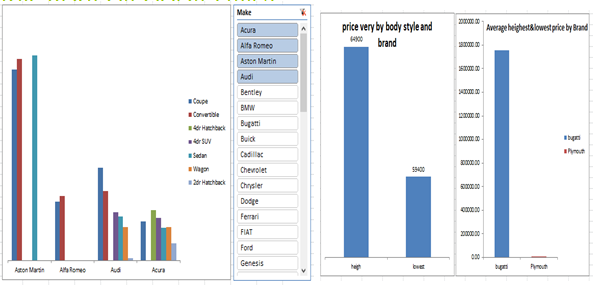 Coupe
Convertible
4dr Hatchback
4dr SUV
Sedan
Wagon
2dr Hatchback
Aston Martin
Alfa Romeo
Audi
Acura
Make
Acura
Alfa Romeo
Aston Martin
Audi
Bentley
BMW
Bugatti
Buick
Cadillac
Chevrolet
Chrysler
Dodge
Ferrari
FIAT
Ford
Genesis
price very by body style and
brand
64900
59400
heigh
lowest
Average heighest&lowest price by Brand
2000000.00
1800000.00
1600000.00
1400000.00
1200000.00
1000000.00
800000.00
600000.00
400000.00
200000.00
0.00
bugatti
Plymouth
bugatti
Plymouth